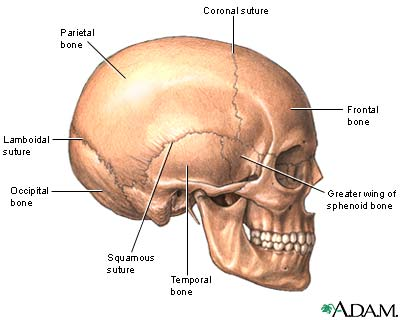 Coronal suture
Parietal
bone
Frontal
bone
Lamboidal
suture
Occipital
bone
Greater wing of
sphenoid bone
Squamous
suture
Temporal
bone
ADAM.